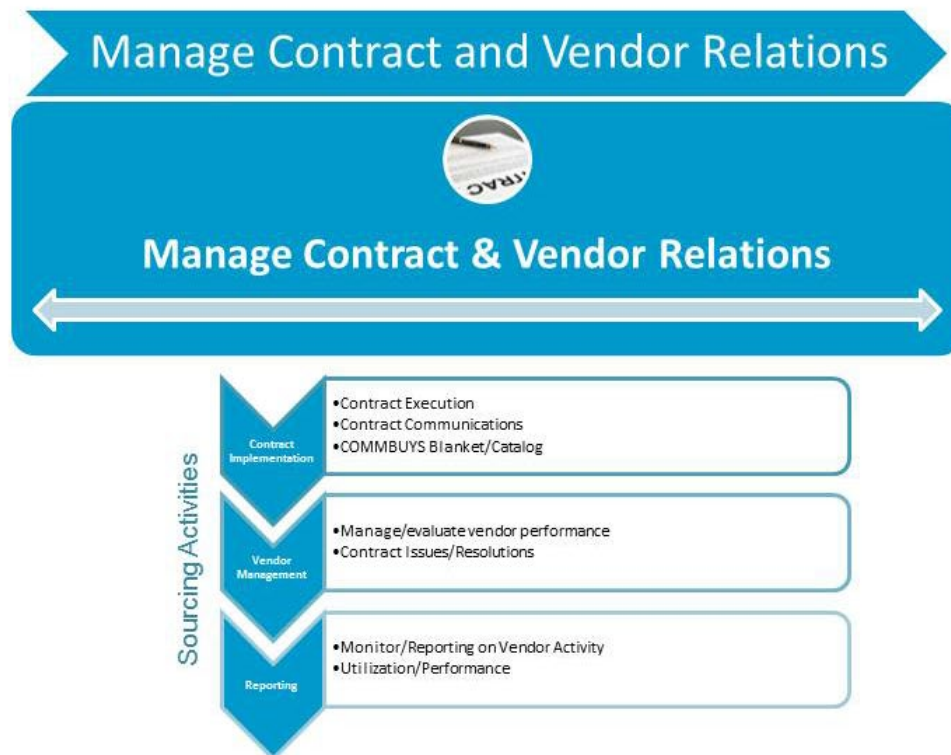 Manage Contract and Vendor Relations
.TRAC
Manage Contract & Vendor Relations
Sourcing Activities
Contract
Implementation
•Contract Execution
•Contract Communications
•COMMBUYS Blanket/Catalog
Vendor
Management
•Manage/evaluate vendor performance
•Contract Issues/Resolutions
Reporting
•Monitor/Reporting on Vendor Activity
•Utilization/Performance